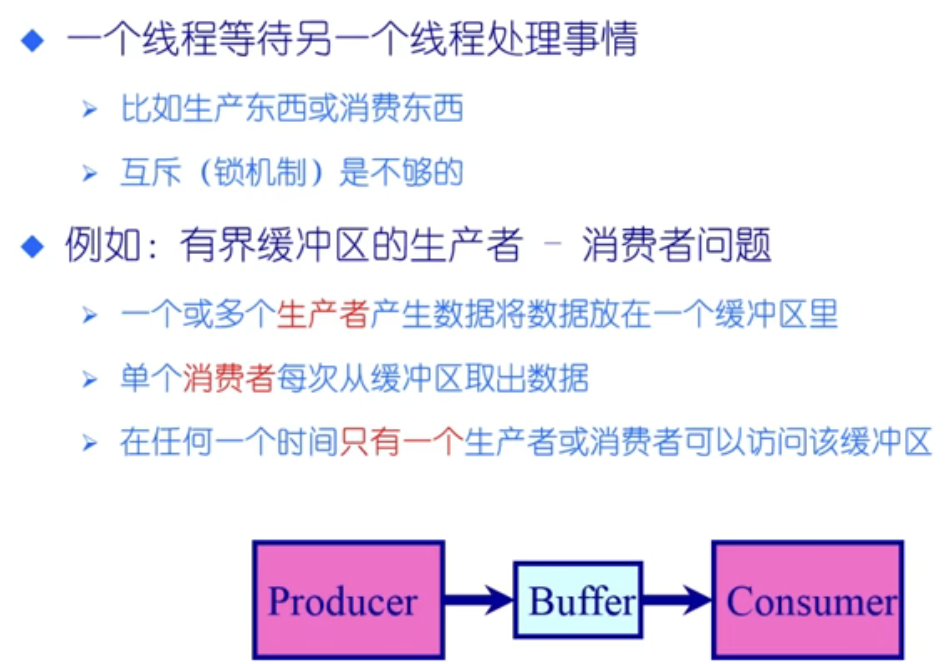 一个线程等待另一个线程处理事情
比如生产东西或消费东西
互斥（锁机制）是不够的
例如：有界缓冲区的生产者 – 消费者问题
一个或多个生产者产生数据将数据放在一个缓冲区里
单个消费者每次从缓冲区取出数据
在任何一个时间只有一个生产者或消费者可以访问该缓冲区
Producer
Buffer
Consumer